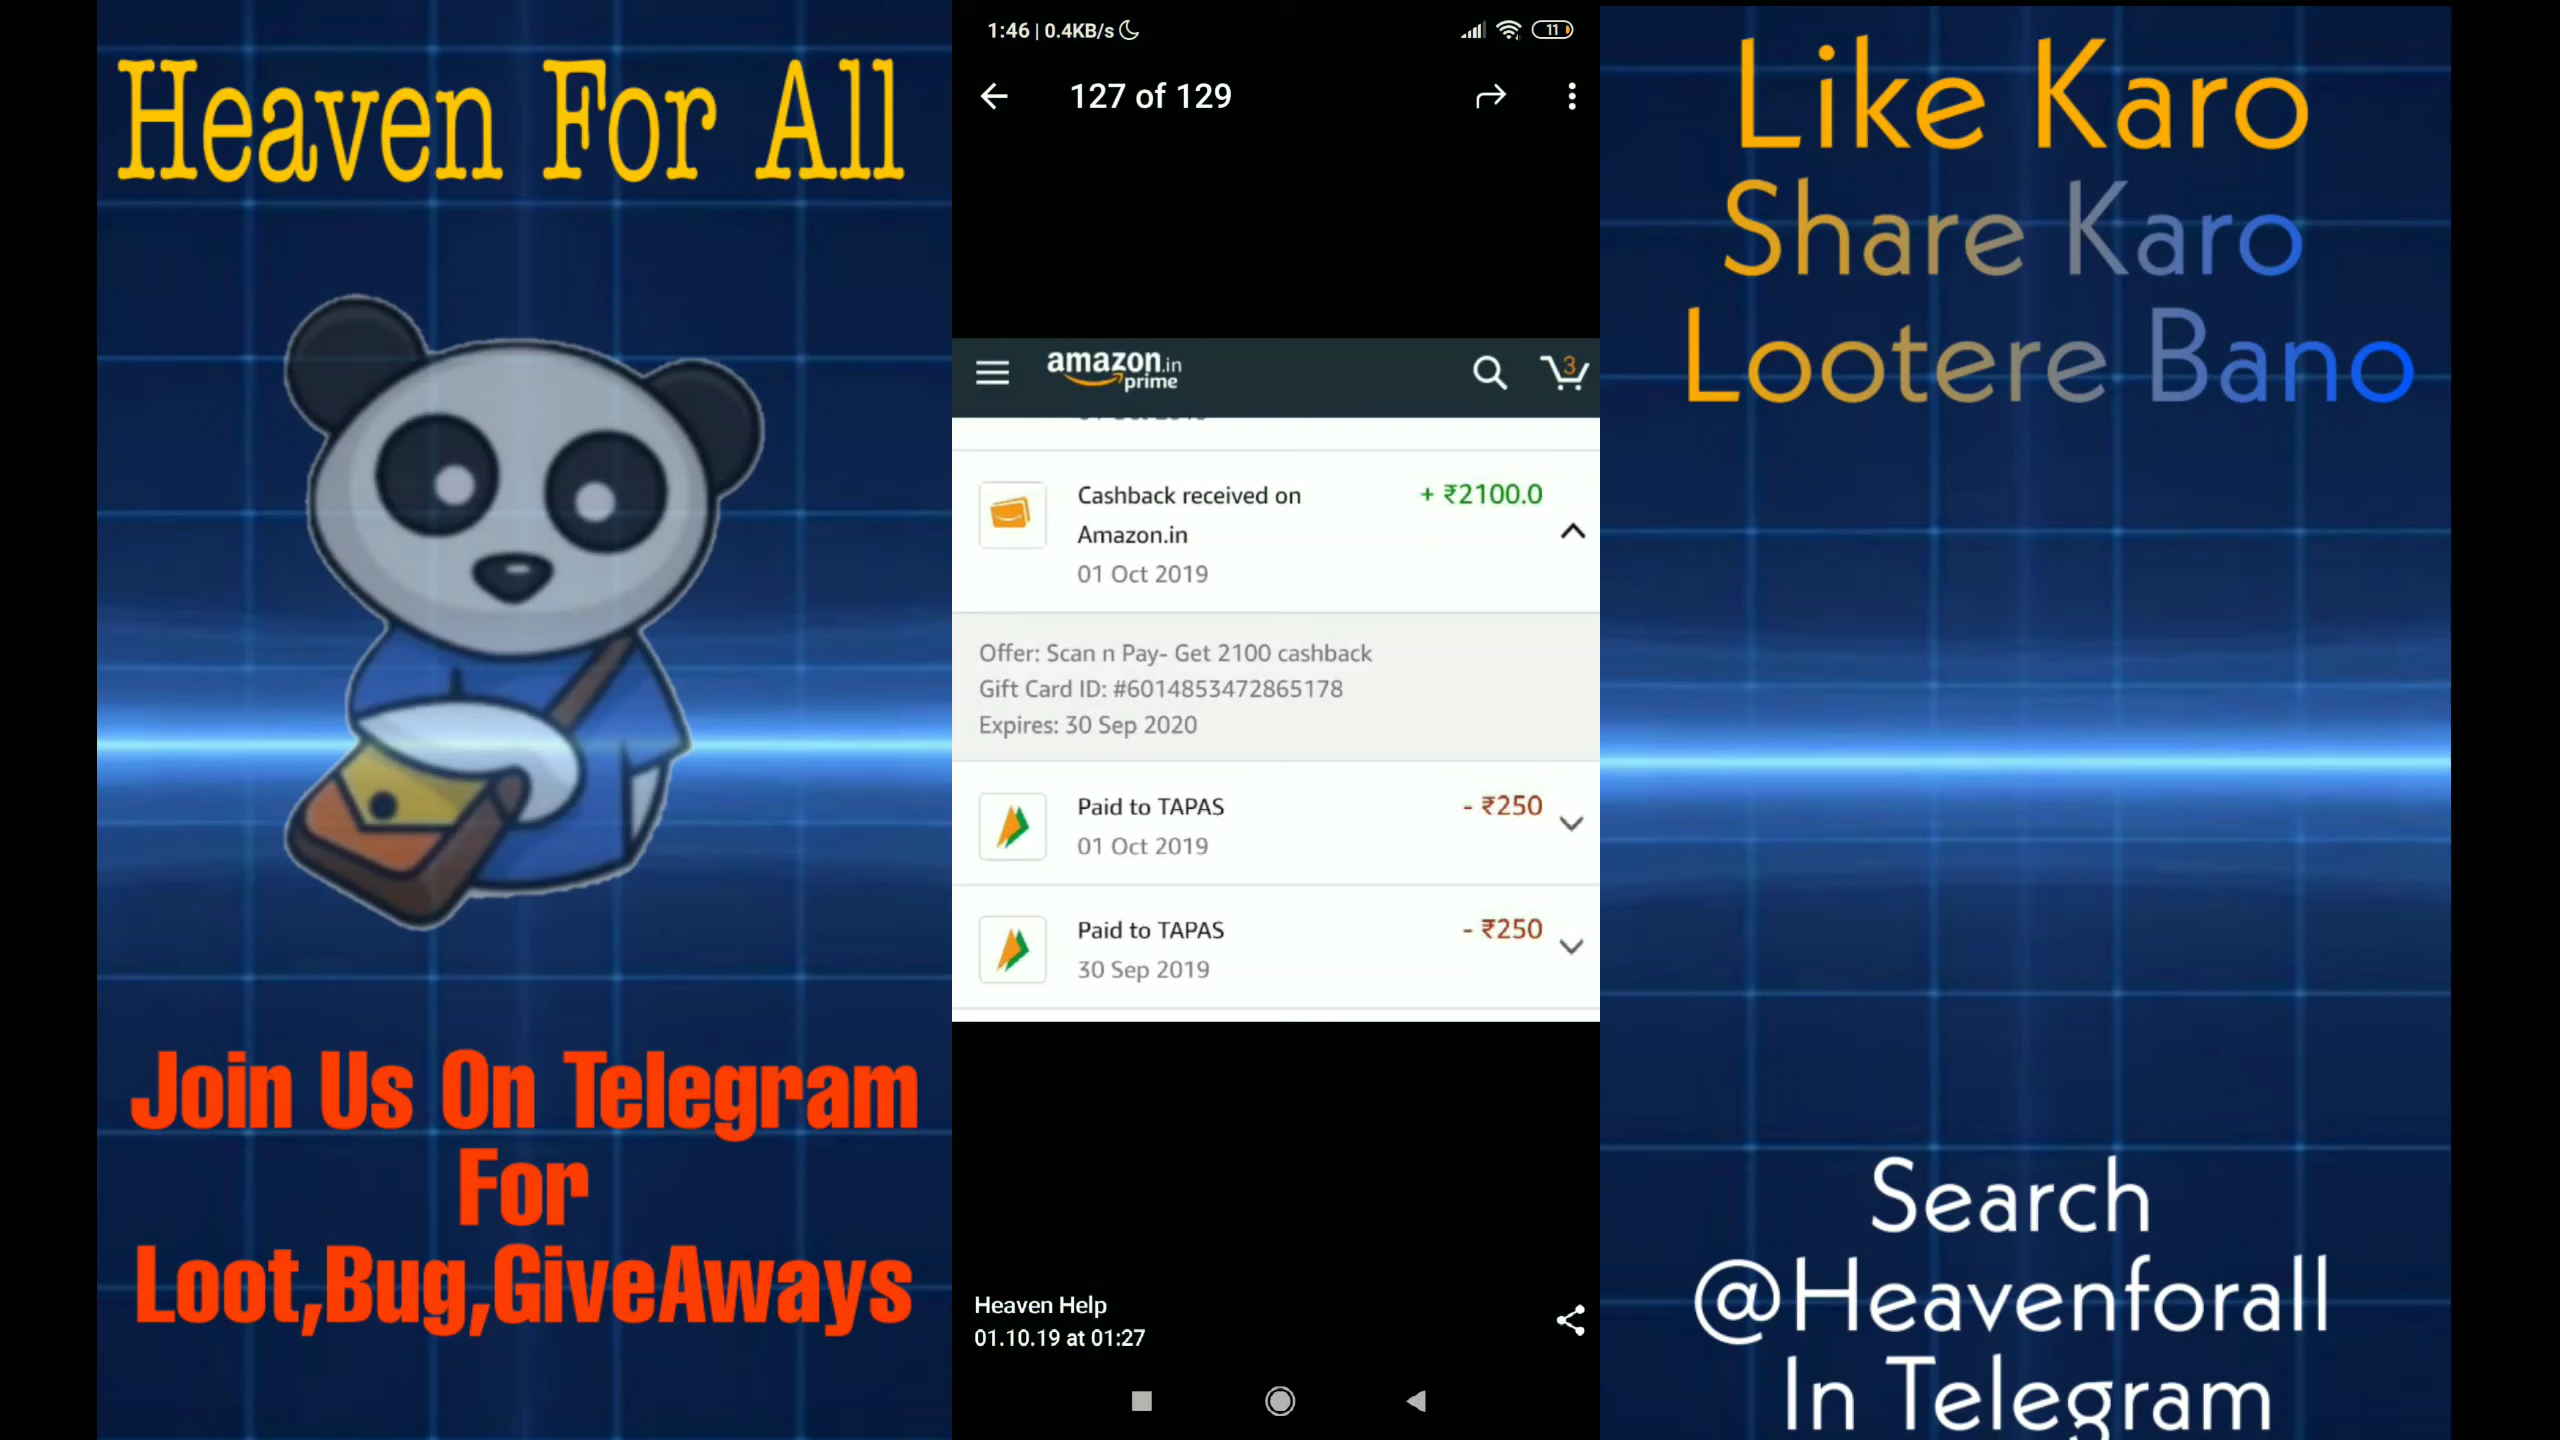 Heaven For All
Join Us On Telegram
For
Loot,Bug,GiveAways
1:46 | 0.4KB/s
11
127 of 129
amazon.in
prime
3
Cashback received on
Amazon.in
+ ₹2100.0
01 Oct 2019
Offer: Scan n Pay- Get 2100 cashback
Gift Card ID: #6014853472865178
Expires: 30 Sep 2020
Paid to TAPAS
- ₹250
01 Oct 2019
Paid to TAPAS
- ₹250
30 Sep 2019
Heaven Help
01.10.19 at 01:27
Like Karo
Share Karo
Lootere Bano
Search
@Heavenforall
In Telegram